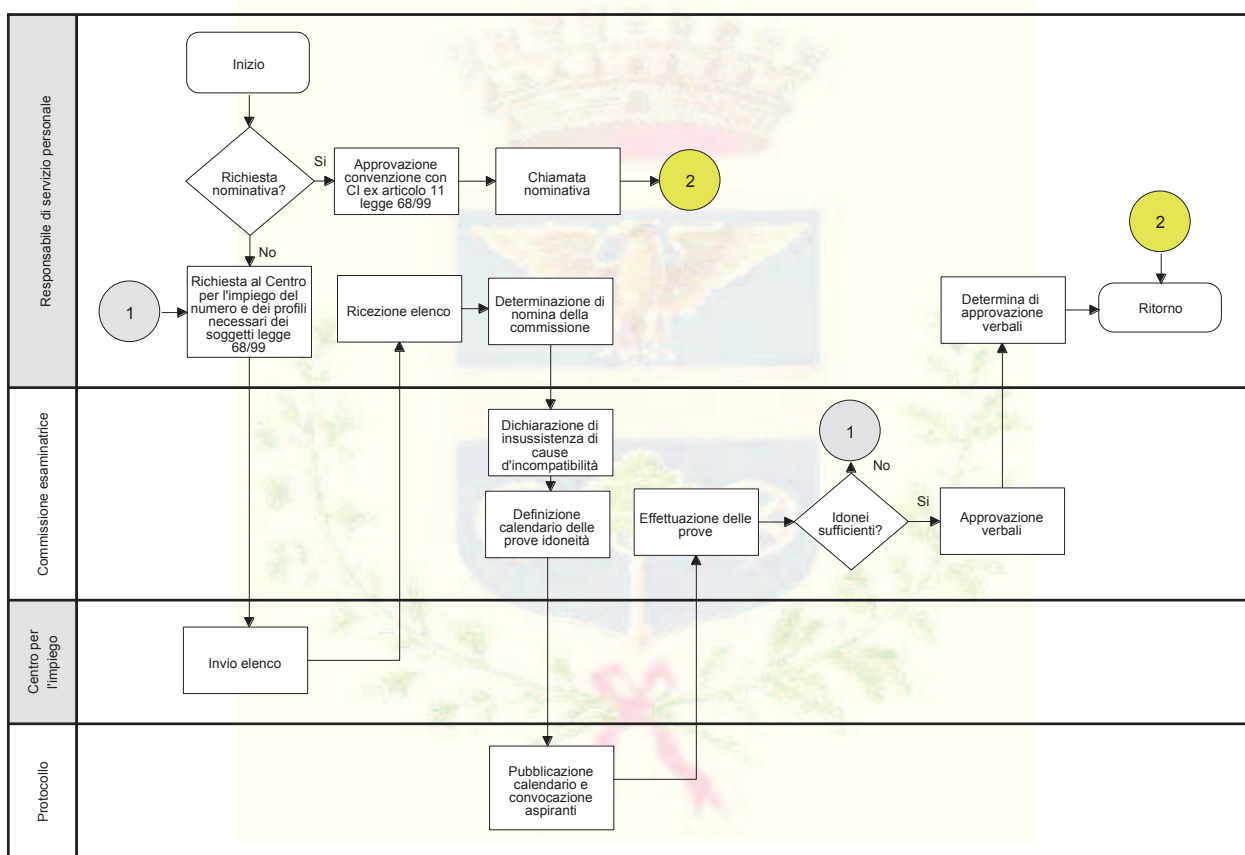 Responsabile di servizio personale
Inizio
Richiesta
nominativa?
Si
Approvazione
convenzione con
CI ex articolo 11
legge 68/99
Chiamata
nominativa
2
No
1
Richiesta al Centro
per l'impiego del
numero e dei profili
necessari dei
soggetti legge
68/99
Ricezione elenco
Determinazione di
nomina della
commissione
Determina di
approvazione
verbali
2
Ritorno
Commissione esaminatrice
Dichiarazione di
insussistenza di
cause
d'incompatibilità
Definizione
calendario delle
prove idoneità
Effettuazione delle
prove
1
No
Idonei
sufficienti?
Si
Approvazione
verbali
Centro per
l'impiego
Invio elenco
Protocollo
Pubblicazione
calendario e
convocazione
aspiranti